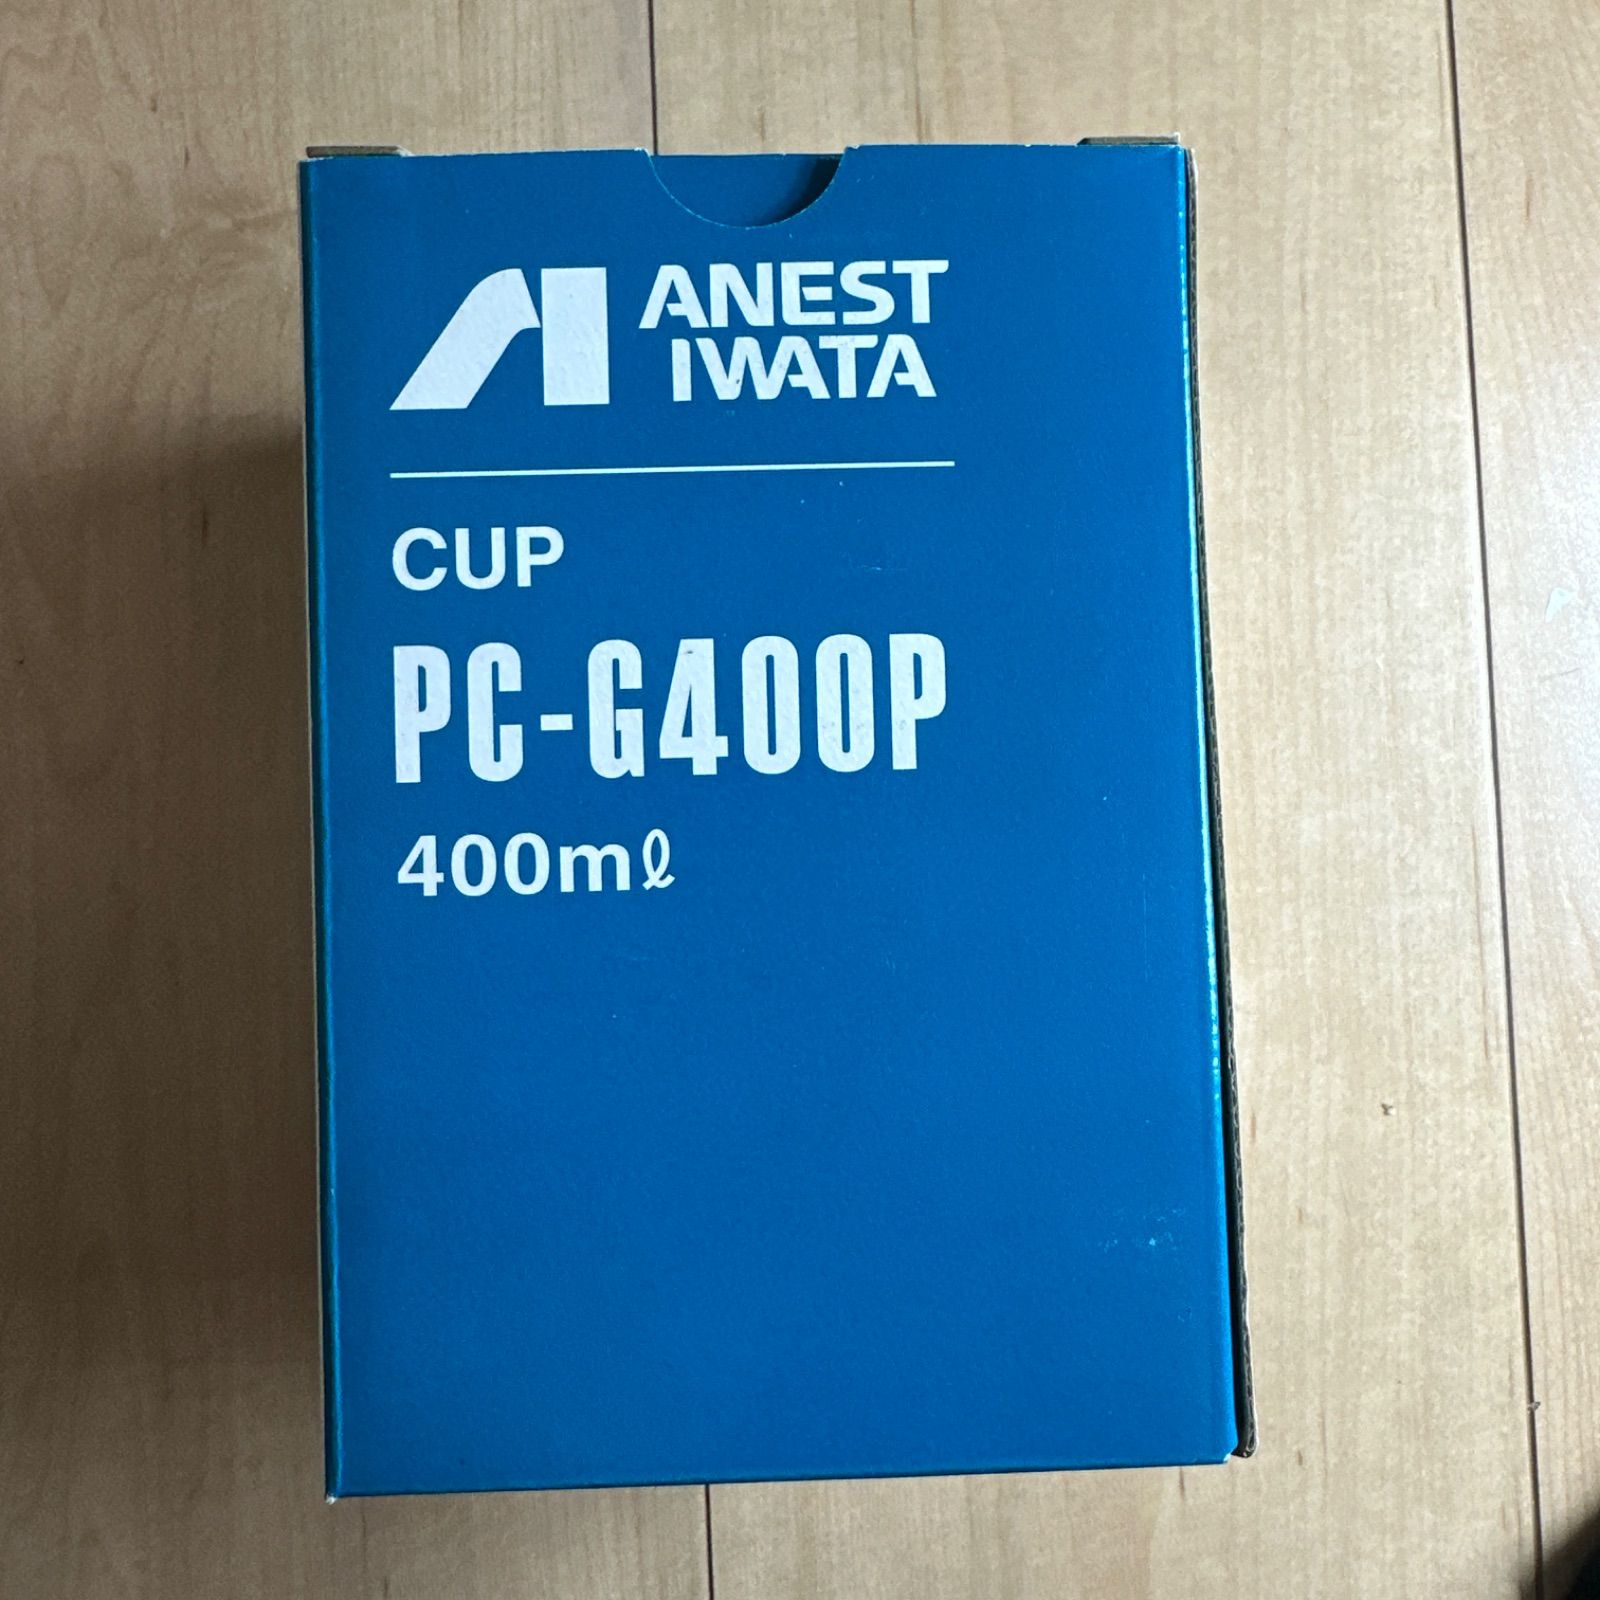 ANEST
IWATA
CUP
PC-G400P
400mℓ